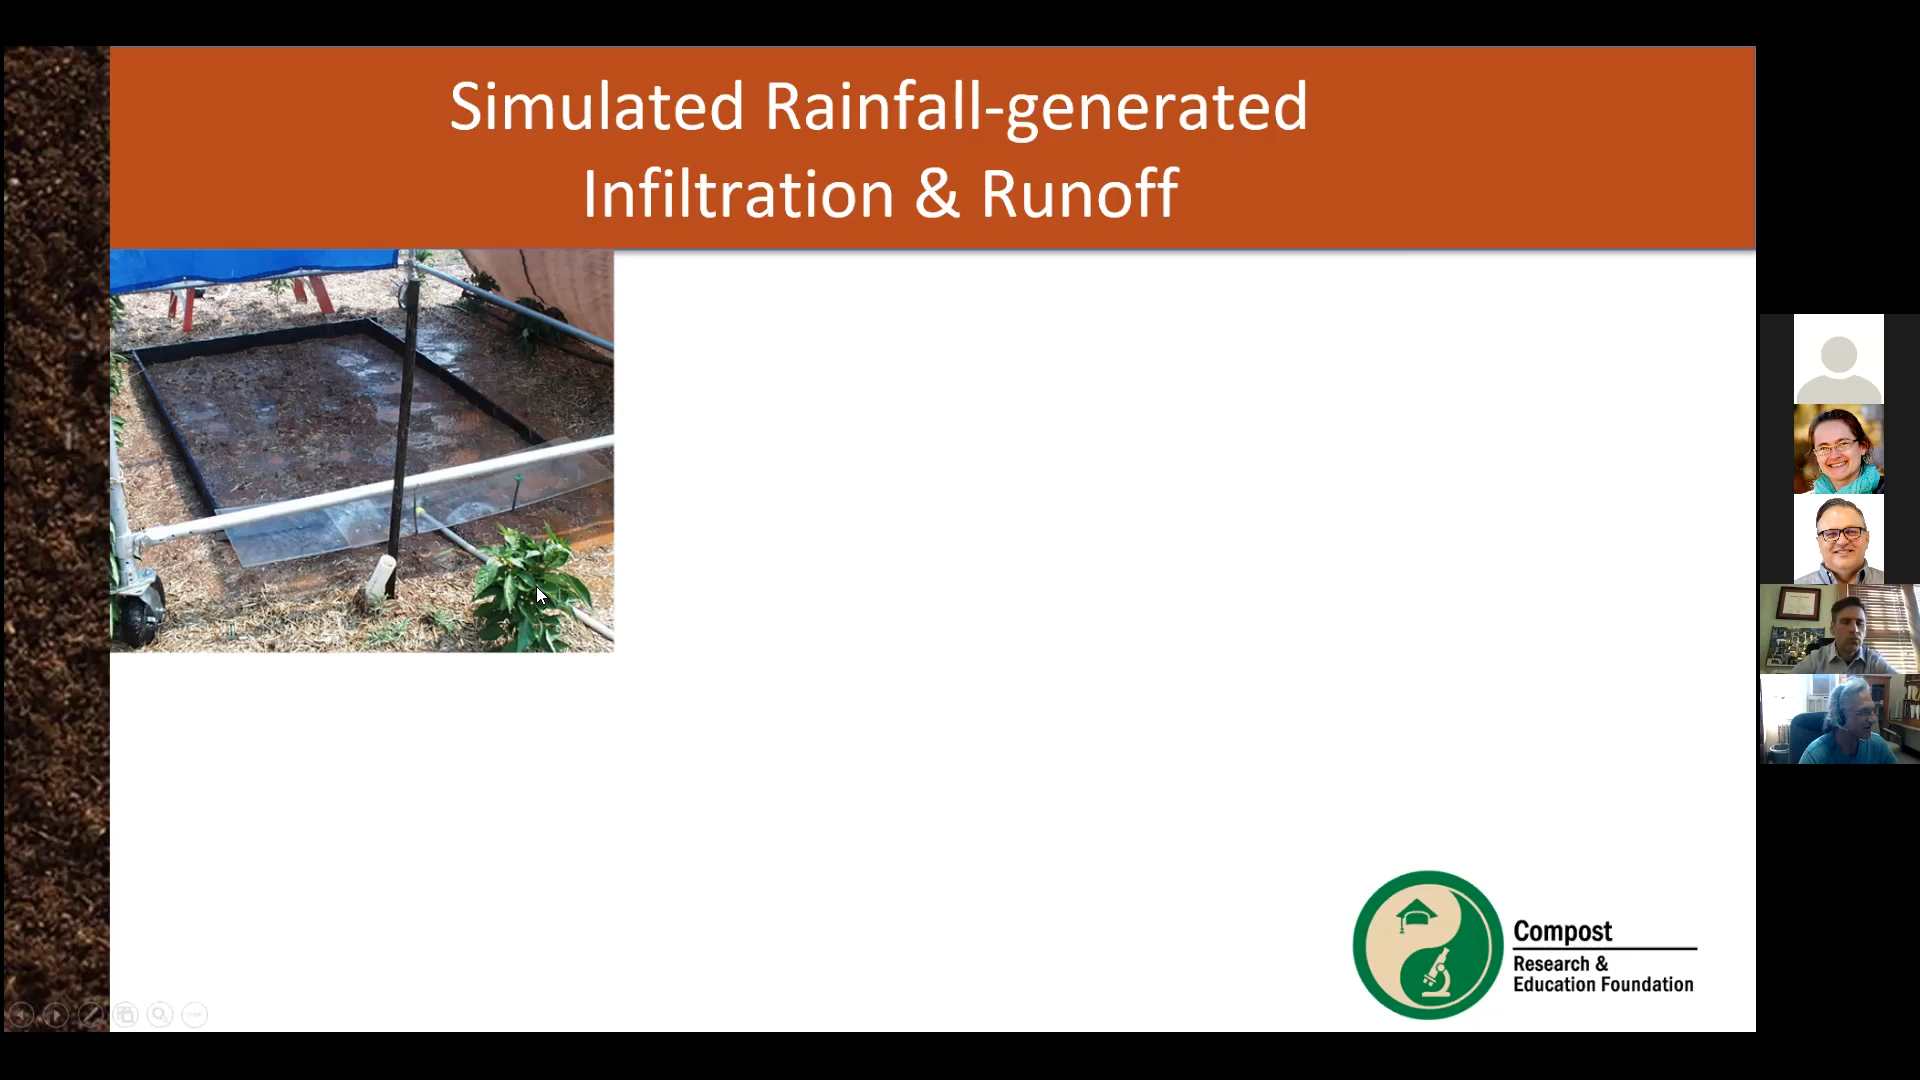 Simulated Rainfall-generated
Infiltration & Runoff
Compost
Research &
Education Foundation